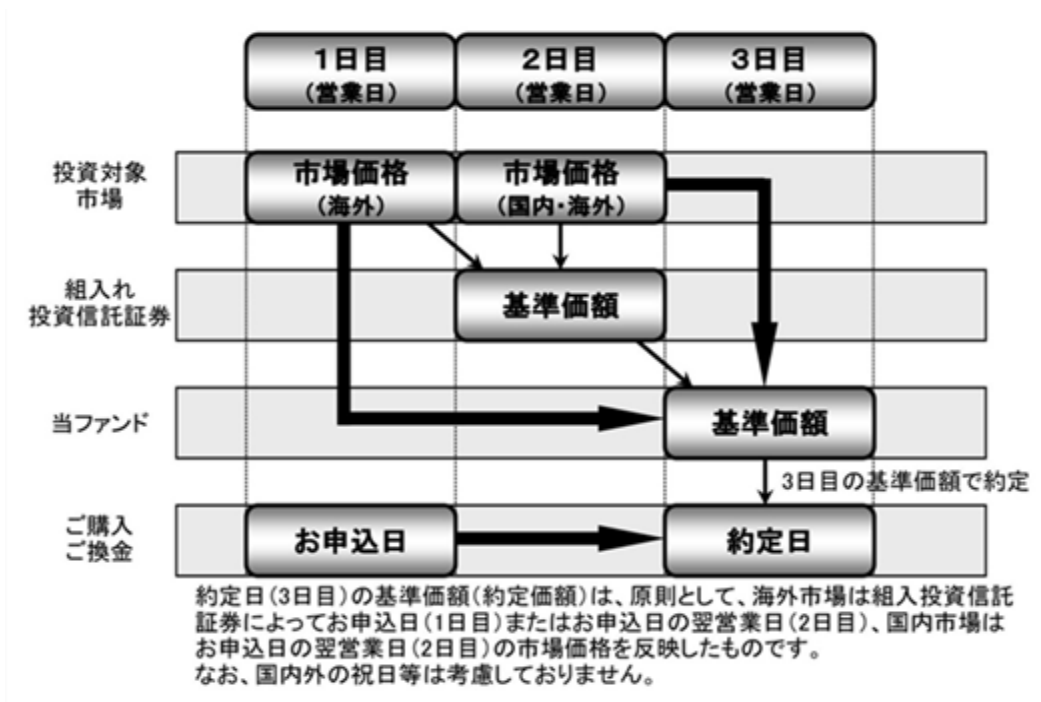 1日目
(営業日)
2日目
(営業日)
3日目
(営業日)
投資対象
市場
市場価格
(海外)
市場価格
(国内・海外)
組入れ
投資信託証券
基準価額
当ファンド
基準価額
3日目の基準価額で約定
ご購入
ご換金
お申込日
約定日
約定日(3日目)の基準価額(約定価額)は、原則として、海外市場は組入投資信託
証券によってお申込日(1日目)またはお申込日の翌営業日(2日目)、国内市場は
お申込日の翌営業日(2日目)の市場価格を反映したものです。
なお、国内外の祝日等は考慮しておりません。